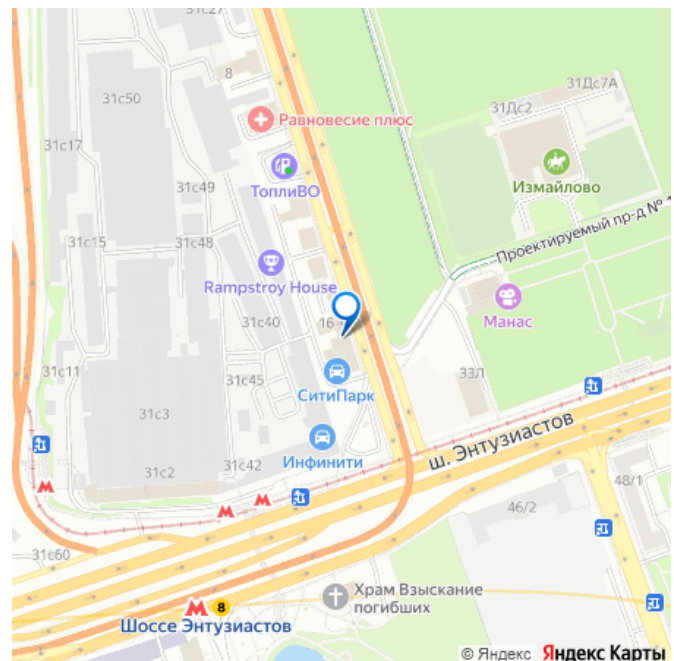 31с27
8
31с50
31Дс7А
31Дс2
Равновесие плюс
31с17
ТоплиВО
31с49
Измайлово
31с15
31с48
Проектируемый пр-д №
Rampstroy House
Манас
31с40
16
31с11
31с45
СитиПарк
33Л
31с3
Инфинити
ш. Энтузиастов
31с42
31с2
48/1
46/2
31с60
Храм Взыскание
погибших
8
Шоссе Энтузиастов
© Яндекс Яндекс Карты